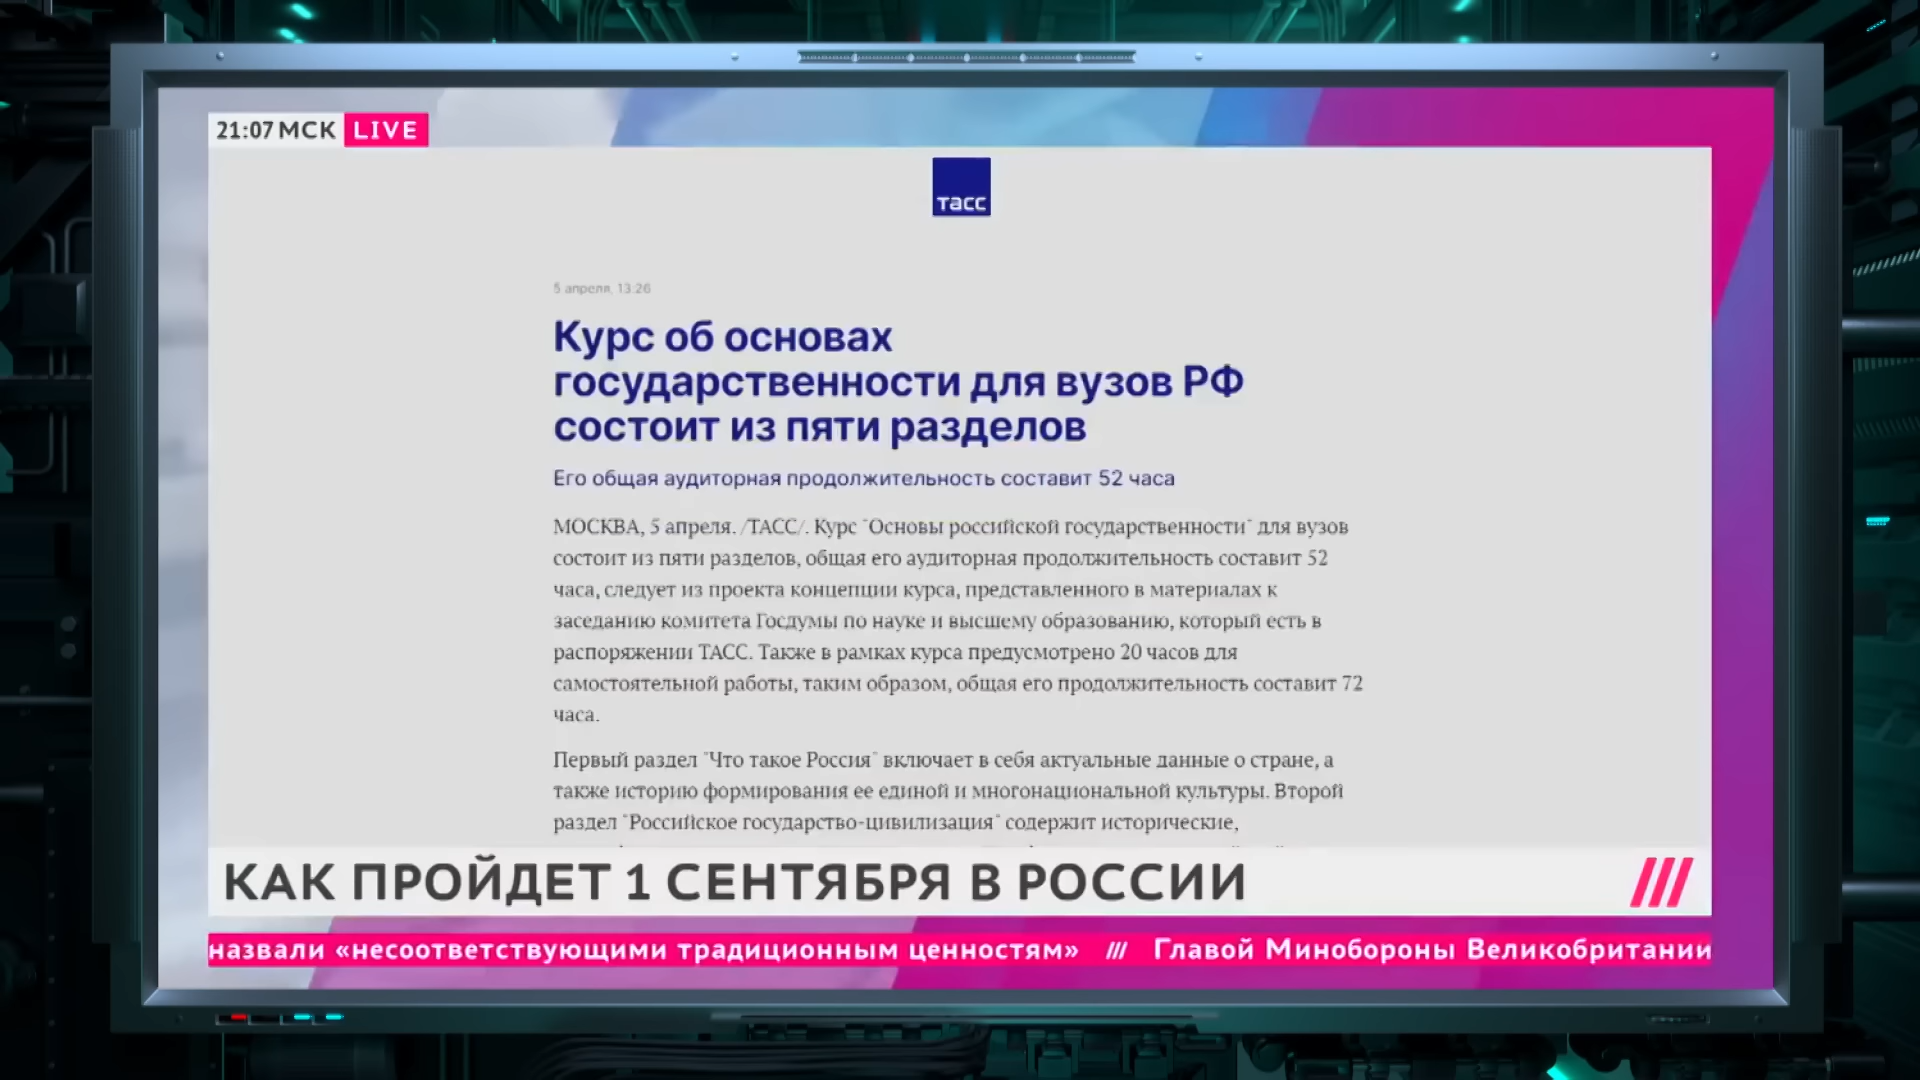 21:07 МСК LIVE
тасс
5 апреля, 13:26
Курс об основах
государственности для вузов РФ
состоит из пяти разделов
Его общая аудиторная продолжительность составит 52 часа
МОСКВА, 5 апреля. /ТАСС/. Курс "Основы российской государственности" для вузов
состоит из пяти разделов, общая его аудиторная продолжительность составит 52
часа, следует из проекта концепции курса, представленного в материалах к
заседанию комитета Госдумы по науке и высшему образованию, который есть в
распоряжении ТАСС. Также в рамках курса предусмотрено 20 часов для
самостоятельной работы, таким образом, общая его продолжительность составит 72
часа.
Первый раздел "Что такое Россия" включает в себя актуальные данные о стране, а
также историю формирования ее единой и многонациональной культуры. Второй
раздел "Российское государство-цивилизация" содержит исторические,
КАК ПРОЙДЕТ 1 СЕНТЯБРЯ В РОССИИ
назвали «несоответствующими традиционным ценностям» /// Главой Минобороны Великобритании